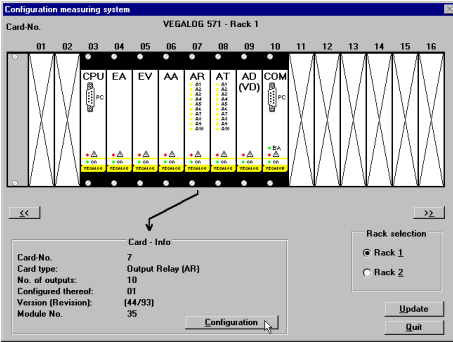 Configuration measuring system
Card-No.
VEGALOG 571 - Rack 1
01 02 03 04 05 06 07 08 09 10 11 12 13 14 15 16
CPU EA EV AA AR AT AD COM
(VD)
PC
PC
A1 A1
A2 A2
A3 A3
A4 A4
A5 A5
A6 A6
A7 A7
A8 A8
A9 A9
A10 A10
EA
on on on on on on on on
VEGALOG VEGALOG VEGALOG VEGALOG VEGALOG VEGALOG VEGALOG VEGALOG
<<
>>
Card - Info
Card-No. 7
Card type: Output Relay (AR)
No. of outputs: 10
Configured thereof: 01
Version (Revision): (44/93)
Module No. 35
Configuration
Rack selection
Rack 1
Rack 2
Update
Quit